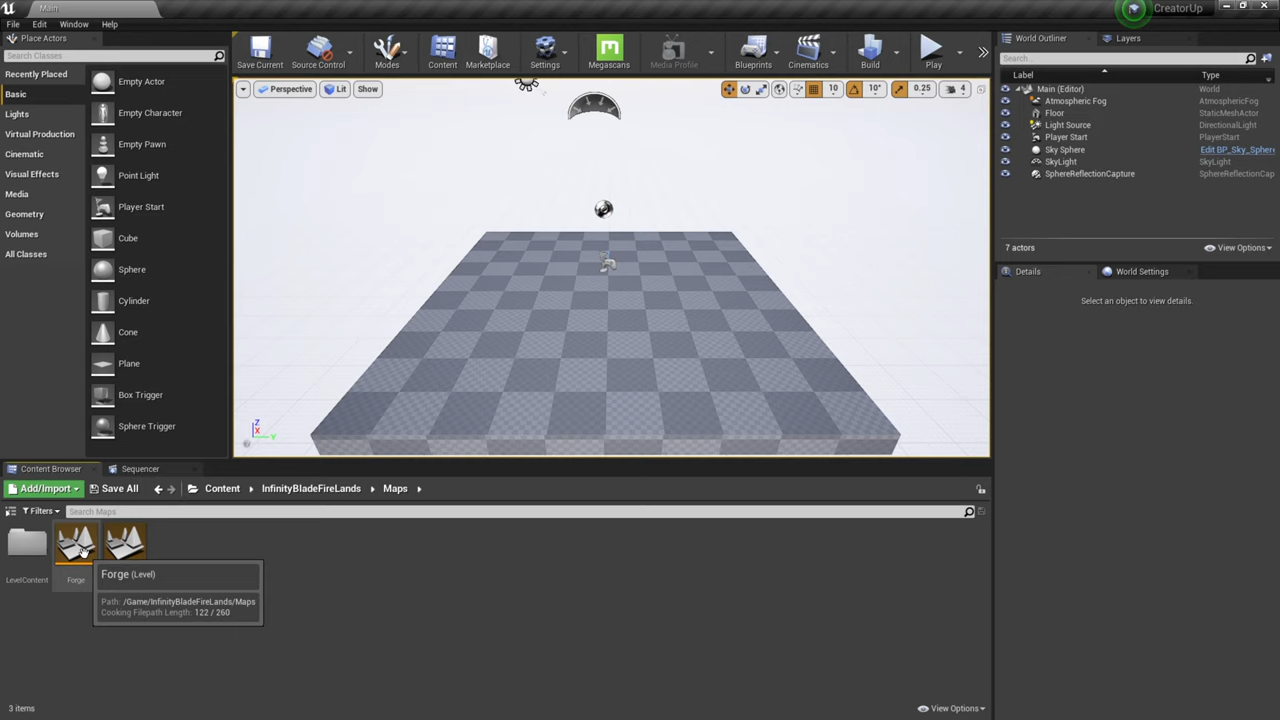 Main
CreatorUp
File Edit Window Help
Place Actors
Search Classes
Recently Placed
Basic
Lights
Virtual Production
Cinematic
Visual Effects
Media
Geometry
Volumes
All Classes
Empty Actor
Empty Character
Empty Pawn
Point Light
Player Start
Cube
Sphere
Cylinder
Cone
Plane
Box Trigger
Sphere Trigger
Save Current Source Control Modes Content Marketplace Settings Megascans Media Profile Blueprints Cinematics Build Play
Perspective Lit Show 10 10° 0.25 4
Z
X
Y
World Outliner Layers
Search...
Label Type
Main (Editor) World
Atmospheric Fog AtmosphericFog
Floor StaticMeshActor
Light Source DirectionalLight
Player Start PlayerStart
Sky Sphere Edit BP_Sky_Sphere
SkyLight SkyLight
SphereReflectionCapture SphereReflectionCap
7 actors View Options
Details World Settings
Select an object to view details.
Content Browser Sequencer
Add/Import Save All Content InfinityBladeFireLands Maps
Filters Search Maps
LevelContent Forge
Forge (Level)
Path: /Game/InfinityBladeFireLands/Maps
Cooking Filepath Length: 122 / 260
3 items View Options